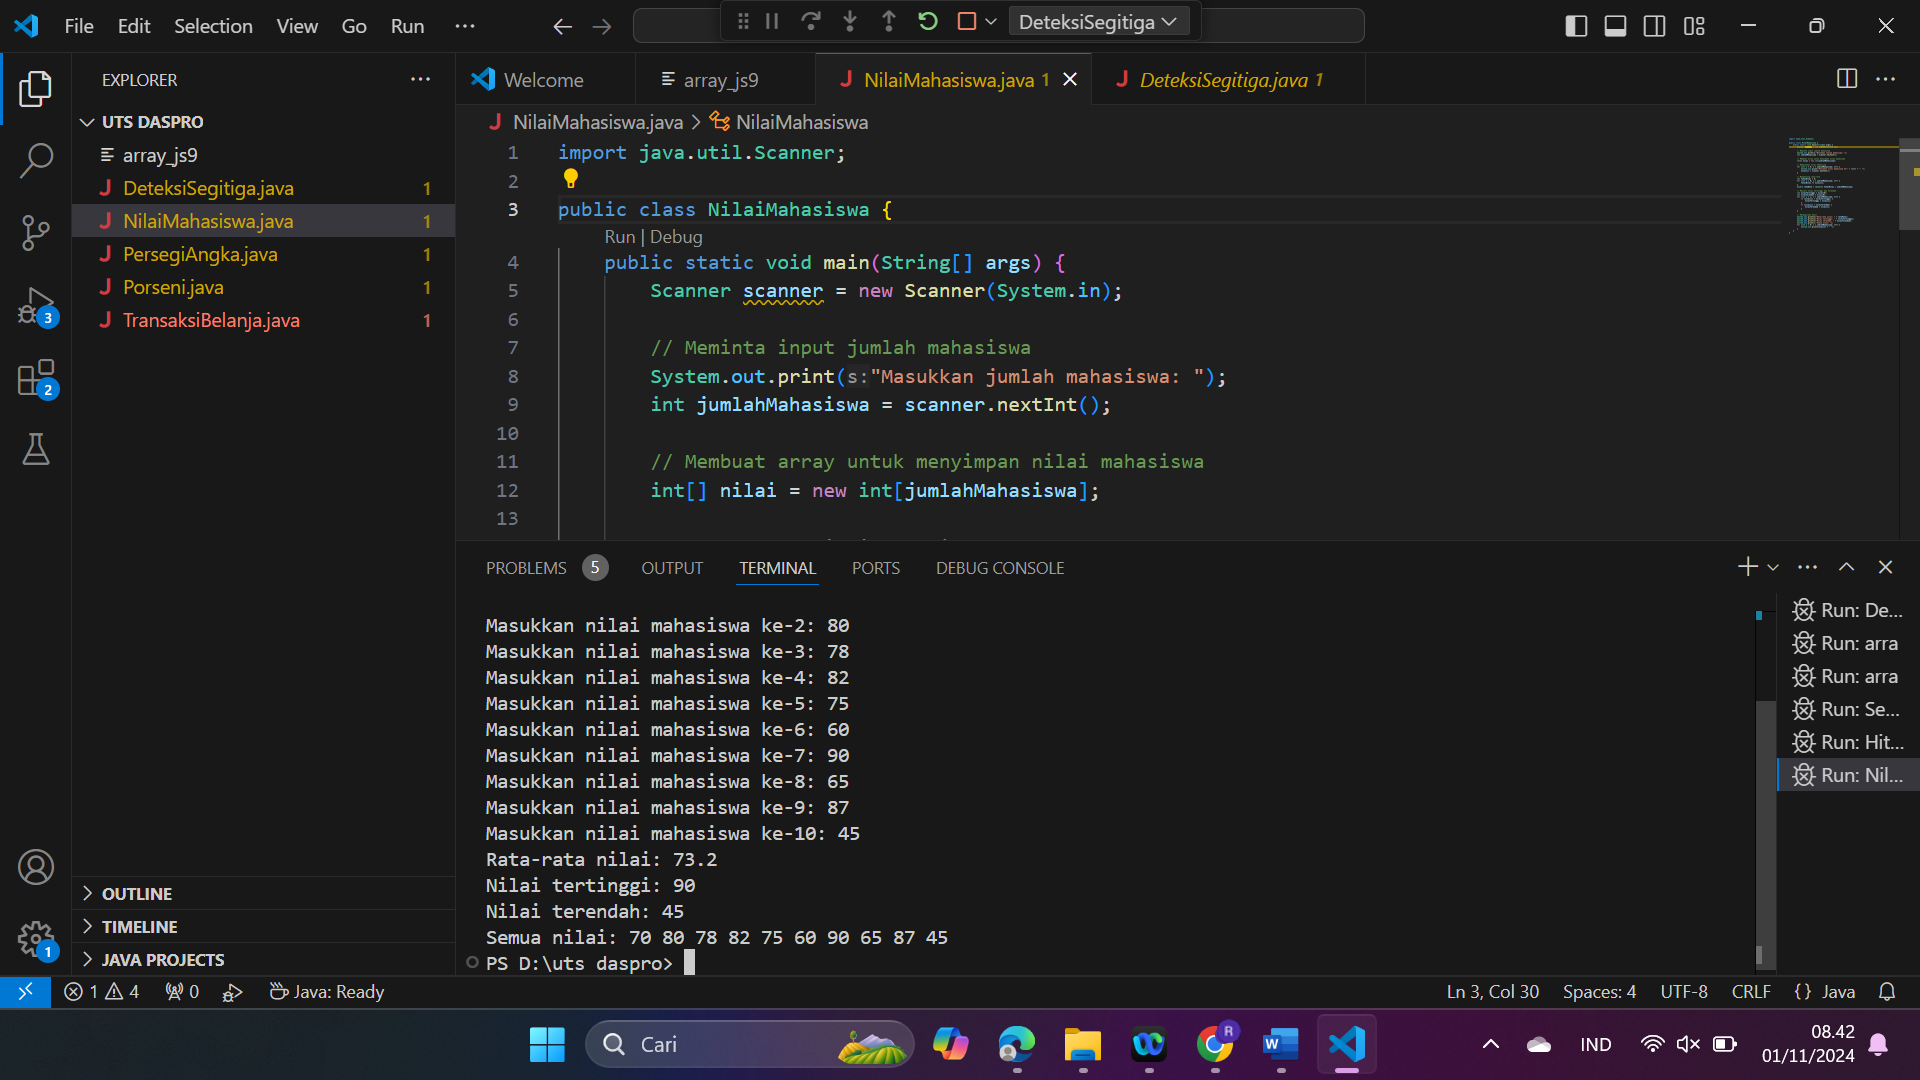 File Edit Selection View Go Run ...
DeteksiSegitiga
EXPLORER
UTS DASPRO
array_js9
DeteksiSegitiga.java 1
NilaiMahasiswa.java 1
PersegiAngka.java 1
Porseni.java 1
TransaksiBelanja.java 1
3
2
OUTLINE
TIMELINE
JAVA PROJECTS
1
Welcome array_js9 NilaiMahasiswa.java 1 DeteksiSegitiga.java 1
NilaiMahasiswa.java > NilaiMahasiswa
1 import java.util.Scanner;
2
3 public class NilaiMahasiswa {
Run | Debug
4 public static void main(String[] args) {
5 Scanner scanner = new Scanner(System.in);
6
7 // Meminta input jumlah mahasiswa
8 System.out.print(s:"Masukkan jumlah mahasiswa: ");
9 int jumlahMahasiswa = scanner.nextInt();
10
11 // Membuat array untuk menyimpan nilai mahasiswa
12 int[] nilai = new int[jumlahMahasiswa];
13
PROBLEMS 5 OUTPUT TERMINAL PORTS DEBUG CONSOLE
Masukkan nilai mahasiswa ke-2: 80
Masukkan nilai mahasiswa ke-3: 78
Masukkan nilai mahasiswa ke-4: 82
Masukkan nilai mahasiswa ke-5: 75
Masukkan nilai mahasiswa ke-6: 60
Masukkan nilai mahasiswa ke-7: 90
Masukkan nilai mahasiswa ke-8: 65
Masukkan nilai mahasiswa ke-9: 87
Masukkan nilai mahasiswa ke-10: 45
Rata-rata nilai: 73.2
Nilai tertinggi: 90
Nilai terendah: 45
Semua nilai: 70 80 78 82 75 60 90 65 87 45
PS D:\uts daspro>
Run: De...
Run: arra
Run: arra
Run: Se...
Run: Hit...
Run: Nil...
1 4 0 Java: Ready
Ln 3, Col 30 Spaces: 4 UTF-8 CRLF {} Java
Cari
R
W
IND
08.42
01/11/2024